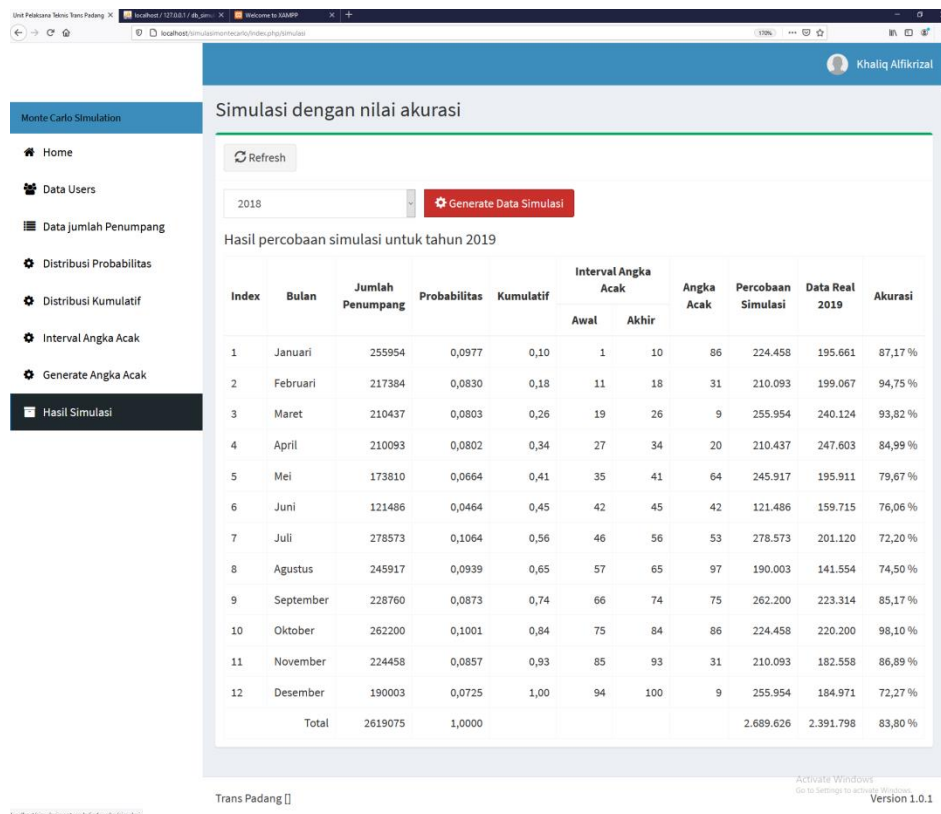 Unit Pelaksana Teknis Trans Padang
localhost / 127.0.0.1 / db_simu
Welcome to XAMPP
localhost/simulasimontecarlo/index.php/simulasi
170%
Khaliq Alfikrizal
Monte Carlo Simulation
Home
Data Users
Data jumlah Penumpang
Distribusi Probabilitas
Distribusi Kumulatif
Interval Angka Acak
Generate Angka Acak
Hasil Simulasi
Simulasi dengan nilai akurasi
Refresh
2018 Generate Data Simulasi
Hasil percobaan simulasi untuk tahun 2019
Index Bulan Jumlah Penumpang Probabilitas Kumulatif Interval Angka Acak Angka Acak Percobaan Simulasi Data Real 2019 Akurasi
Awal Akhir
1 Januari 255954 0,0977 0,10 1 10 86 224.458 195.661 87,17 %
2 Februari 217384 0,0830 0,18 11 18 31 210.093 199.067 94,75 %
3 Maret 210437 0,0803 0,26 19 26 9 255.954 240.124 93,82 %
4 April 210093 0,0802 0,34 27 34 20 210.437 247.603 84,99 %
5 Mei 173810 0,0664 0,41 35 41 64 245.917 195.911 79,67 %
6 Juni 121486 0,0464 0,45 42 45 42 121.486 159.715 76,06 %
7 Juli 278573 0,1064 0,56 46 56 53 278.573 201.120 72,20 %
8 Agustus 245917 0,0939 0,65 57 65 97 190.003 141.554 74,50 %
9 September 228760 0,0873 0,74 66 74 75 262.200 223.314 85,17 %
10 Oktober 262200 0,1001 0,84 75 84 86 224.458 220.200 98,10 %
11 November 224458 0,0857 0,93 85 93 31 210.093 182.558 86,89 %
12 Desember 190003 0,0725 1,00 94 100 9 255.954 184.971 72,27 %
Total 2619075 1,0000 2.689.626 2.391.798 83,80 %
Activate Windows
Go to Settings to activate Windows.
Trans Padang []
Version 1.0.1